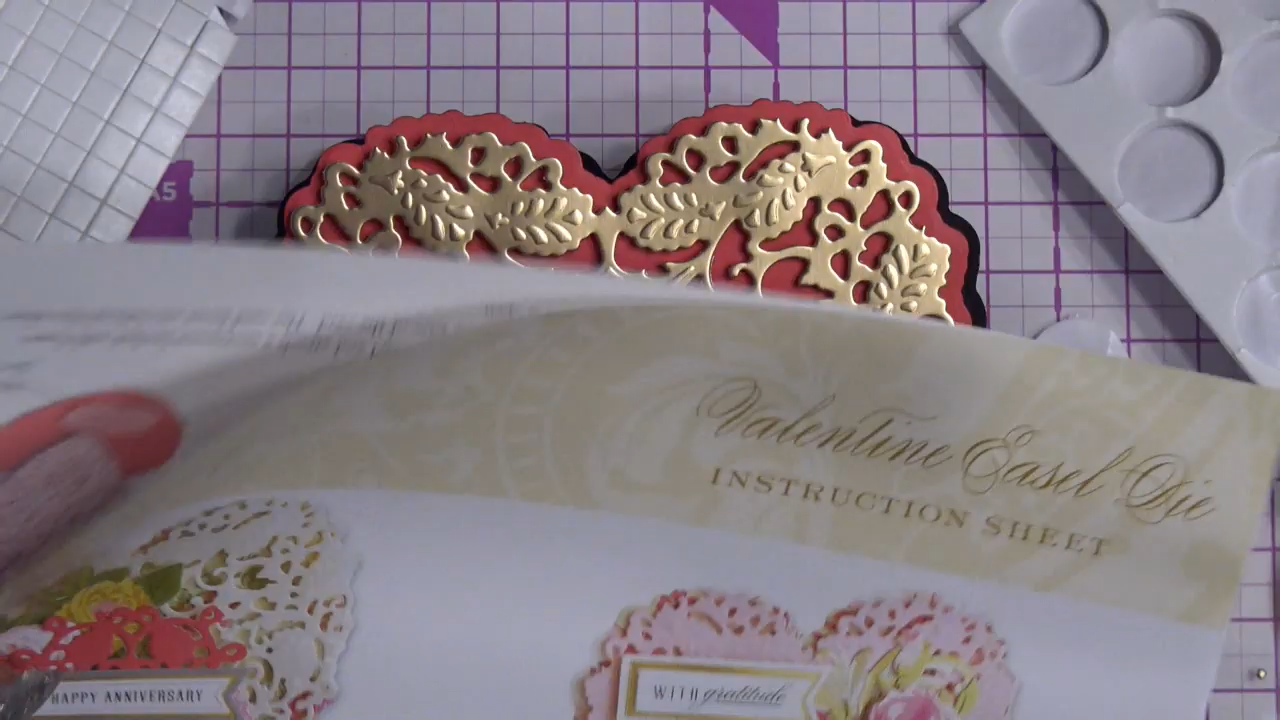 A5
Valentine Easel Die
INSTRUCTION SHEET
HAPPY ANNIVERSARY
WITH gratitude